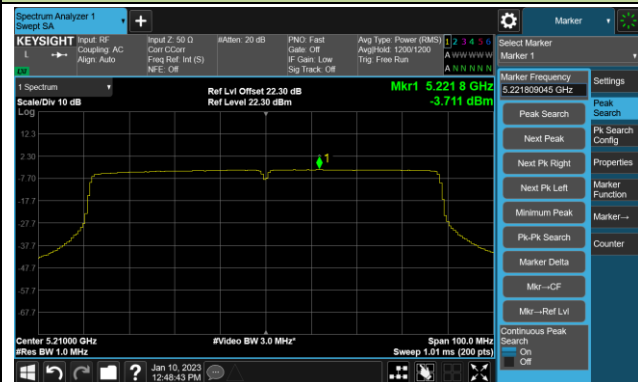 Spectrum Analyzer 1
Swept SA
+
Marker
KEYSIGHT
L
LXI
Input: RF
Coupling: AC
Align: Auto
Input Z: 50 Ω
Corr CCorr
Freq Ref: Int (S)
NFE: Off
#Atten: 20 dB
PNO: Fast
Gate: Off
IF Gain: Low
Sig Track: Off
Avg Type: Power (RMS)
Avg|Hold: 1200/1200
Trig: Free Run
1 2 3 4 5 6
A W W W W W
A N N N N N
Select Marker
Marker 1
1 Spectrum
Scale/Div 10 dB
Log
Ref Lvl Offset 22.30 dB
Ref Level 22.30 dBm
Mkr1 5.221 8 GHz
-3.711 dBm
12.3
2.30
-7.70
-17.7
-27.7
-37.7
-47.7
-57.7
-67.7
1
Center 5.21000 GHz
#Res BW 1.0 MHz
#Video BW 3.0 MHz*
Span 100.0 MHz
Sweep 1.01 ms (200 pts)
Marker Frequency
5.221809045 GHz
Peak Search
Next Peak
Next Pk Right
Next Pk Left
Minimum Peak
Pk-Pk Search
Marker Delta
Mkr→CF
Mkr→Ref Lvl
Continuous Peak
Search
On
Off
Settings
Peak
Search
Pk Search
Config
Properties
Marker
Function
Marker→
Counter
?
Jan 10, 2023
12:48:43 PM